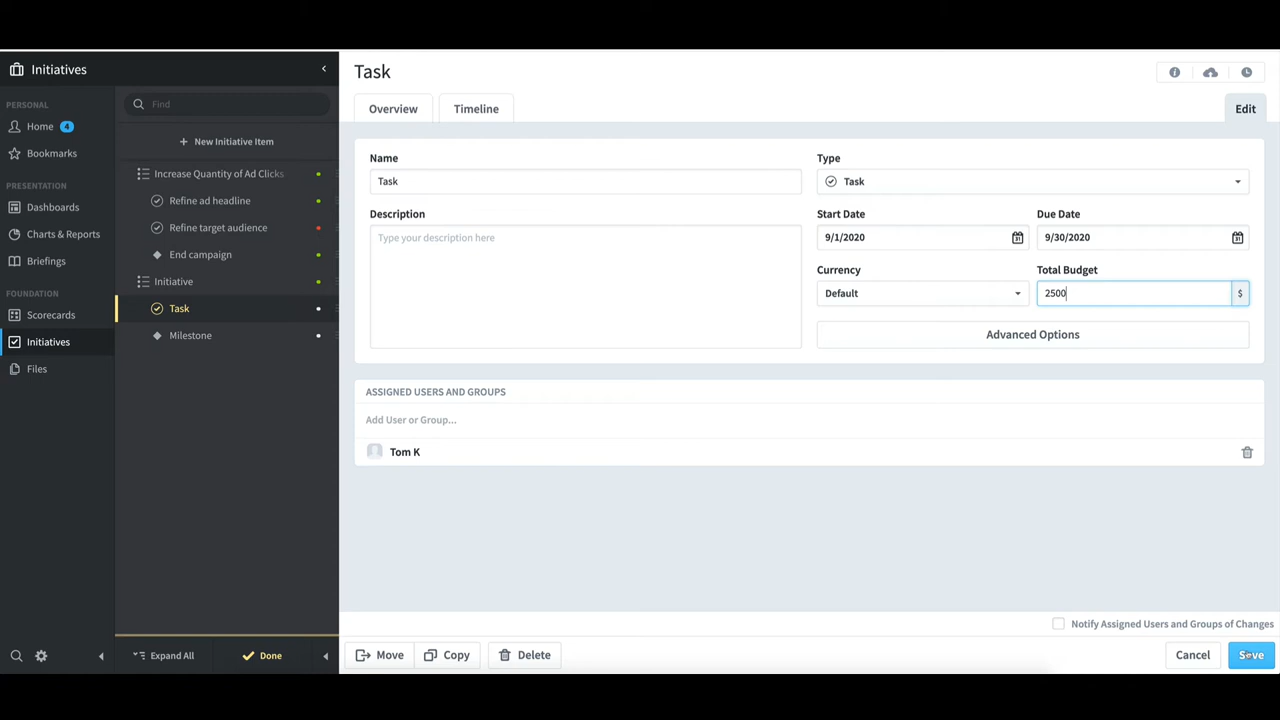 Initiatives
PERSONAL
Home 4
Bookmarks
PRESENTATION
Dashboards
Charts & Reports
Briefings
FOUNDATION
Scorecards
Initiatives
Files
Find
+ New Initiative Item
Increase Quantity of Ad Clicks
Refine ad headline
Refine target audience
End campaign
Initiative
Task
Milestone
Expand All
Done
Task
Overview
Timeline
Edit
Name
Task
Type
Task
Description
Type your description here
Start Date
9/1/2020
Due Date
9/30/2020
Currency
Default
Total Budget
2500
$
Advanced Options
ASSIGNED USERS AND GROUPS
Add User or Group...
Tom K
Notify Assigned Users and Groups of Changes
Move
Copy
Delete
Cancel
Save